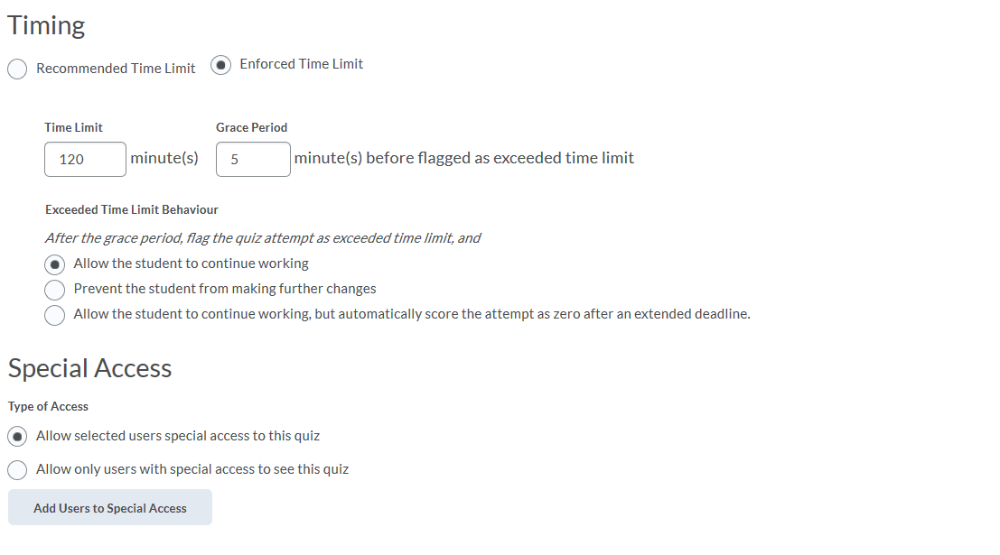 Timing
Recommended Time Limit Enforced Time Limit
Time Limit Grace Period
120 minute(s) 5 minute(s) before flagged as exceeded time limit
Exceeded Time Limit Behaviour
After the grace period, flag the quiz attempt as exceeded time limit, and
Allow the student to continue working
Prevent the student from making further changes
Allow the student to continue working, but automatically score the attempt as zero after an extended deadline.
Special Access
Type of Access
Allow selected users special access to this quiz
Allow only users with special access to see this quiz
Add Users to Special Access